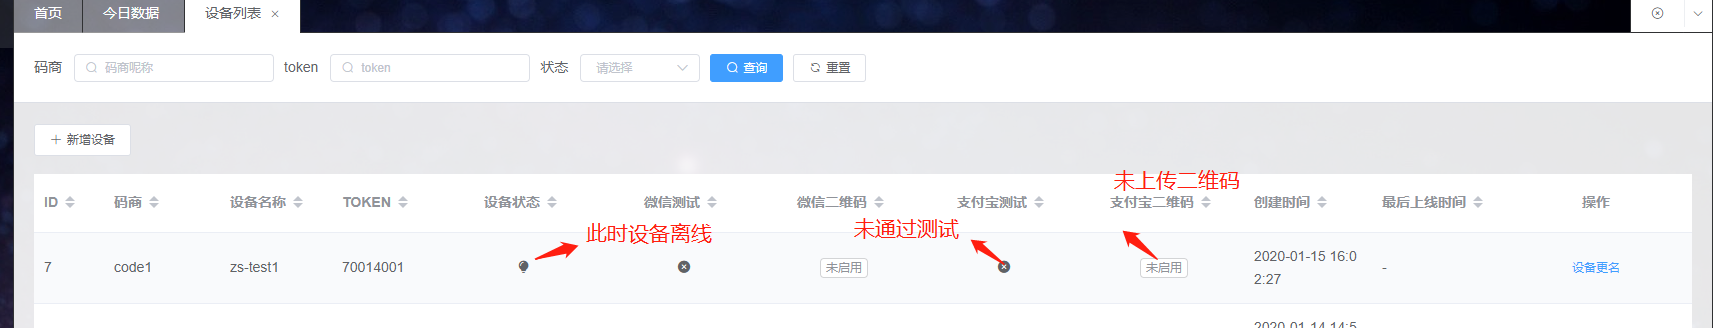 首页 今日数据 设备列表
码商 码商昵称 token token 状态 请选择 查询 重置
新增设备
未上传二维码
ID 码商 设备名称 TOKEN 设备状态 微信测试 微信二维码 支付宝测试 支付宝二维码 创建时间 最后上线时间 操作
此时设备离线 未通过测试
7 code1 zs-test1 70014001 未启用 未启用 2020-01-15 16:0 - 设备更名
2:27
2020-01-14 14:5